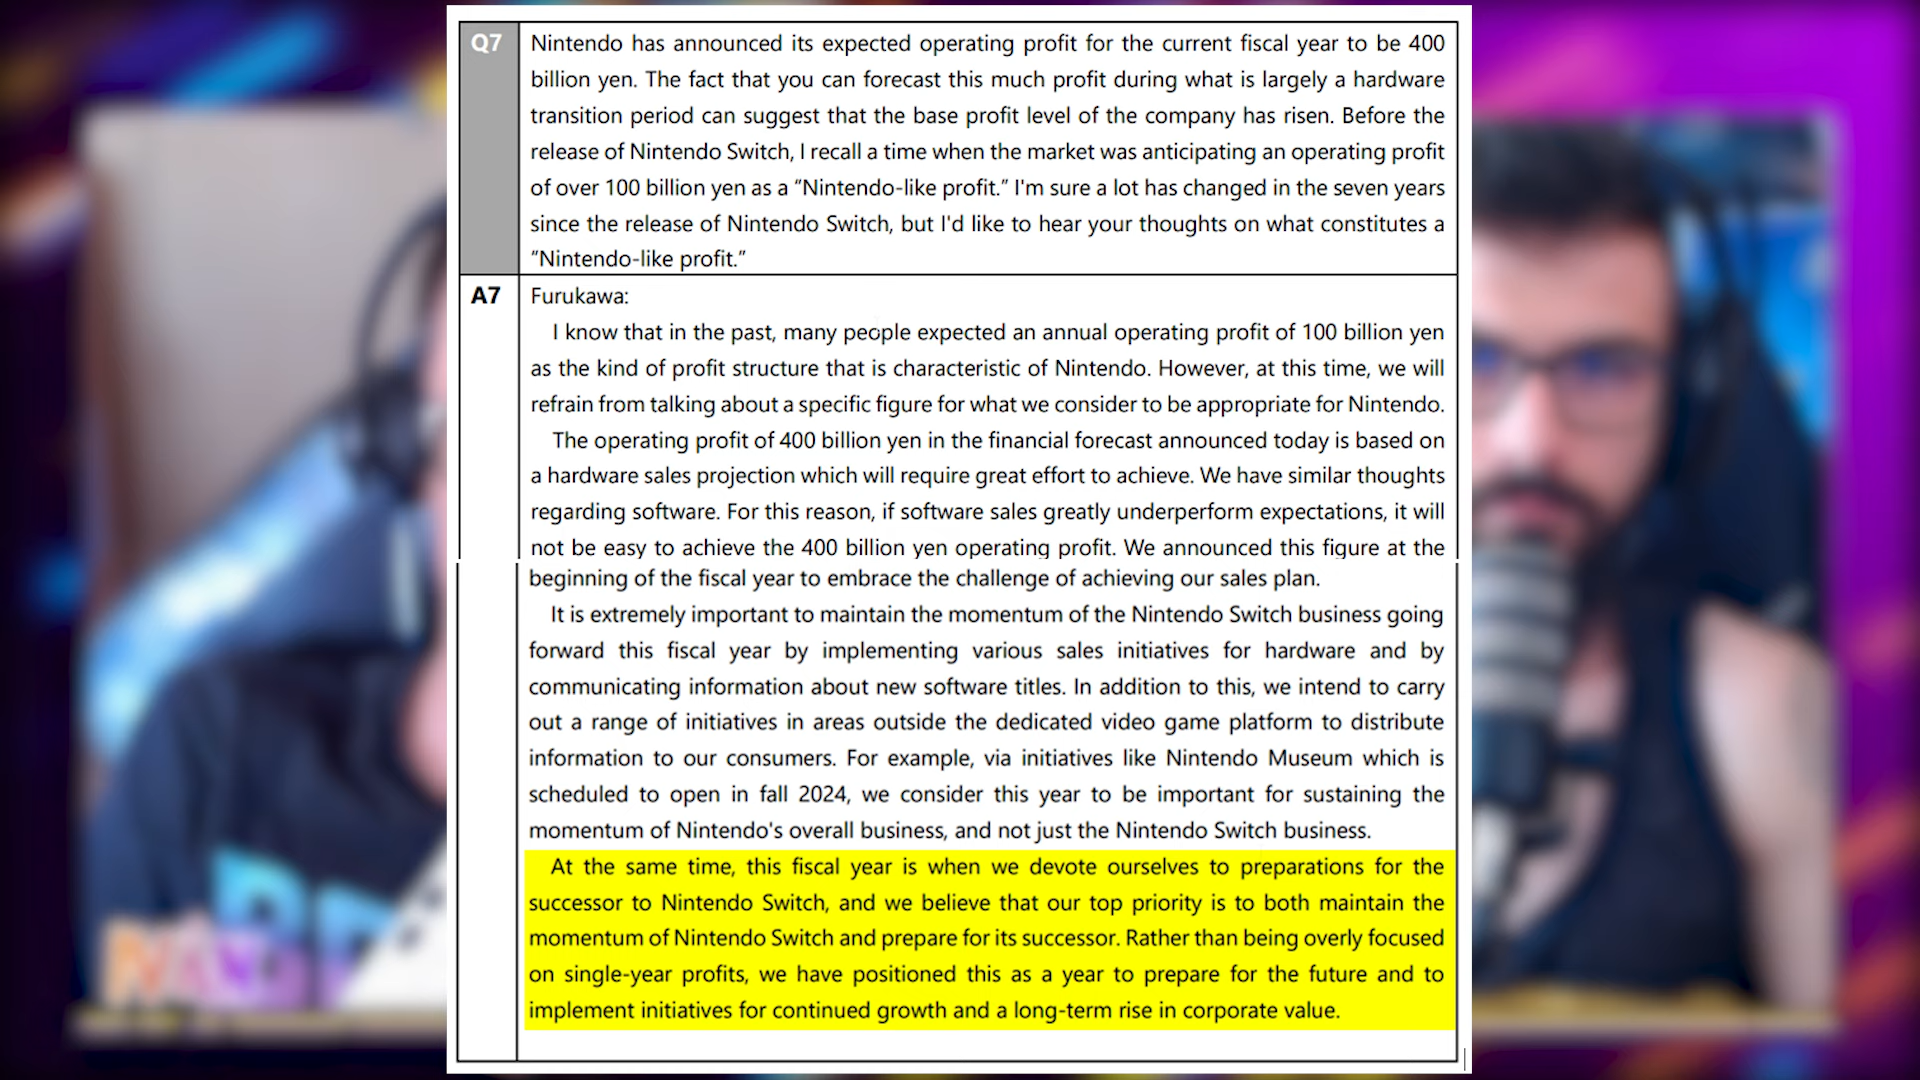 Q7
Nintendo has announced its expected operating profit for the current fiscal year to be 400
billion yen. The fact that you can forecast this much profit during what is largely a hardware
transition period can suggest that the base profit level of the company has risen. Before the
release of Nintendo Switch, I recall a time when the market was anticipating an operating profit
of over 100 billion yen as a “Nintendo-like profit.” I'm sure a lot has changed in the seven years
since the release of Nintendo Switch, but I'd like to hear your thoughts on what constitutes a
“Nintendo-like profit.”
A7
Furukawa:
I know that in the past, many people expected an annual operating profit of 100 billion yen
as the kind of profit structure that is characteristic of Nintendo. However, at this time, we will
refrain from talking about a specific figure for what we consider to be appropriate for Nintendo.
The operating profit of 400 billion yen in the financial forecast announced today is based on
a hardware sales projection which will require great effort to achieve. We have similar thoughts
regarding software. For this reason, if software sales greatly underperform expectations, it will
not be easy to achieve the 400 billion yen operating profit. We announced this figure at the
beginning of the fiscal year to embrace the challenge of achieving our sales plan.
It is extremely important to maintain the momentum of the Nintendo Switch business going
forward this fiscal year by implementing various sales initiatives for hardware and by
communicating information about new software titles. In addition to this, we intend to carry
out a range of initiatives in areas outside the dedicated video game platform to distribute
information to our consumers. For example, via initiatives like Nintendo Museum which is
scheduled to open in fall 2024, we consider this year to be important for sustaining the
momentum of Nintendo's overall business, and not just the Nintendo Switch business.
At the same time, this fiscal year is when we devote ourselves to preparations for the
successor to Nintendo Switch, and we believe that our top priority is to both maintain the
momentum of Nintendo Switch and prepare for its successor. Rather than being overly focused
on single-year profits, we have positioned this as a year to prepare for the future and to
implement initiatives for continued growth and a long-term rise in corporate value.